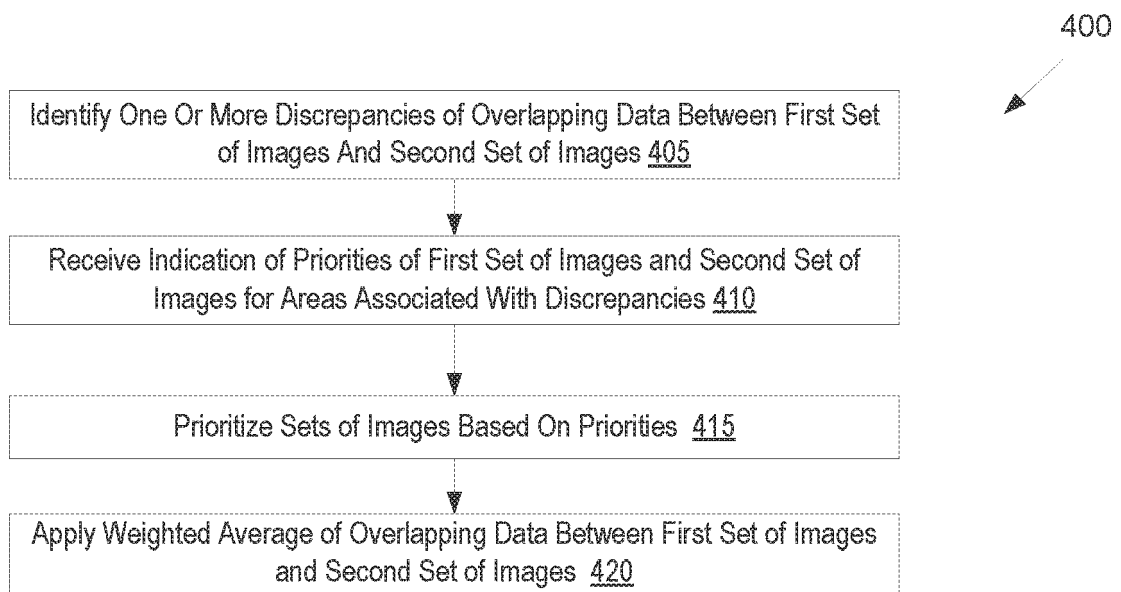 400
Identify One Or More Discrepancies of Overlapping Data Between First Set
of Images And Second Set of Images 405
Receive Indication of Priorities of First Set of Images and Second Set of
Images for Areas Associated With Discrepancies 410
Prioritize Sets of Images Based On Priorities 415
Apply Weighted Average of Overlapping Data Between First Set of Images
and Second Set of Images 420